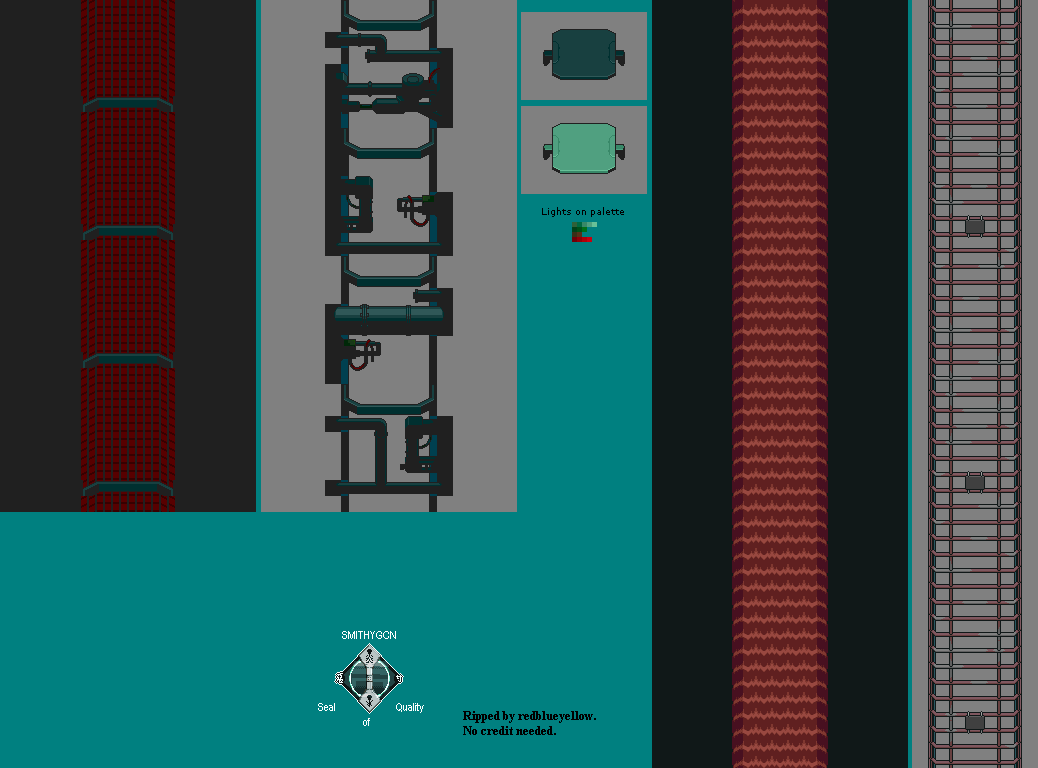 Lights on palette
SMITHYGCN
Seal
Quality
of
Ripped by redblueyellow.
No credit needed.